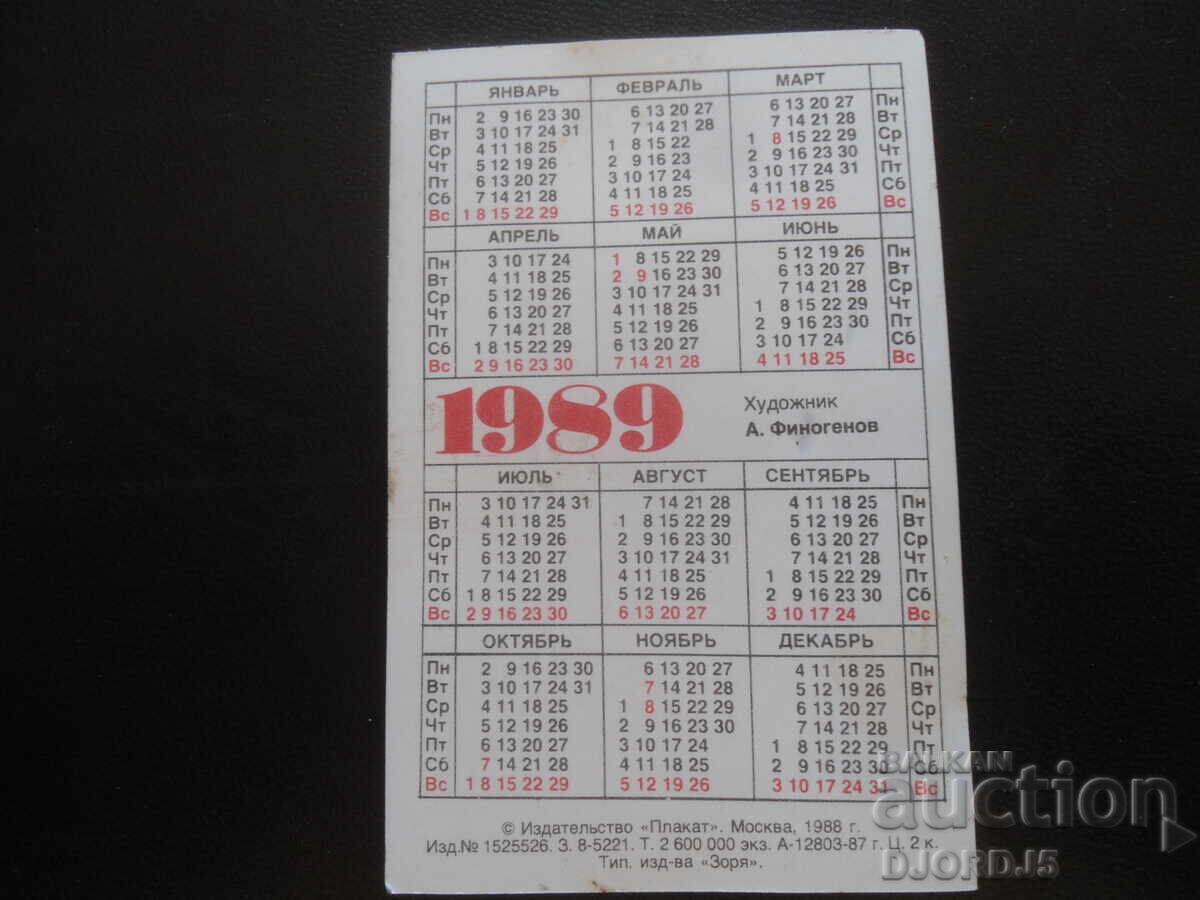 ЯНВАРЬ ФЕВРАЛЬ МАРТ
Пн 2 9 16 23 30 6 13 20 27 6 13 20 27 Пн
Вт 3 10 17 24 31 7 14 21 28 7 14 21 28 Вт
Ср 4 11 18 25 1 8 15 22 1 8 15 22 29 Ср
Чт 5 12 19 26 2 9 16 23 2 9 16 23 30 Чт
Пт 6 13 20 27 3 10 17 24 3 10 17 24 31 Пт
Сб 7 14 21 28 4 11 18 25 4 11 18 25 Сб
Вс 1 8 15 22 29 5 12 19 26 5 12 19 26 Вс
АПРЕЛЬ МАЙ ИЮНЬ
Пн 3 10 17 24 1 8 15 22 29 5 12 19 26 Пн
Вт 4 11 18 25 2 9 16 23 30 6 13 20 27 Вт
Ср 5 12 19 26 3 10 17 24 31 7 14 21 28 Ср
Чт 6 13 20 27 4 11 18 25 1 8 15 22 29 Чт
Пт 7 14 21 28 5 12 19 26 2 9 16 23 30 Пт
Сб 1 8 15 22 29 6 13 20 27 3 10 17 24 Сб
Вс 2 9 16 23 30 7 14 21 28 4 11 18 25 Вс
1989 Художник
А. Финогенов
ИЮЛЬ АВГУСТ СЕНТЯБРЬ
Пн 3 10 17 24 31 7 14 21 28 4 11 18 25 Пн
Вт 4 11 18 25 1 8 15 22 29 5 12 19 26 Вт
Ср 5 12 19 26 2 9 16 23 30 6 13 20 27 Ср
Чт 6 13 20 27 3 10 17 24 31 7 14 21 28 Чт
Пт 7 14 21 28 4 11 18 25 1 8 15 22 29 Пт
Сб 1 8 15 22 29 5 12 19 26 2 9 16 23 30 Сб
Вс 2 9 16 23 30 6 13 20 27 3 10 17 24 Вс
ОКТЯБРЬ НОЯБРЬ ДЕКАБРЬ
Пн 2 9 16 23 30 6 13 20 27 4 11 18 25 Пн
Вт 3 10 17 24 31 7 14 21 28 5 12 19 26 Вт
Ср 4 11 18 25 1 8 15 22 29 6 13 20 27 Ср
Чт 5 12 19 26 2 9 16 23 30 7 14 21 28 Чт
Пт 6 13 20 27 3 10 17 24 1 8 15 22 29 Пт
Сб 7 14 21 28 4 11 18 25 2 9 16 23 30 Сб
Вс 1 8 15 22 29 5 12 19 26 3 10 17 24 31 Вс
© Издательство «Плакат». Москва, 1988 г.
Изд.№ 1525526. З. 8-5221. Т. 2 600 000 экз. А-12803-87 г. Ц. 2 к.
Тип. изд-ва «Зоря».
BALKAN
auction
DJORD.J5